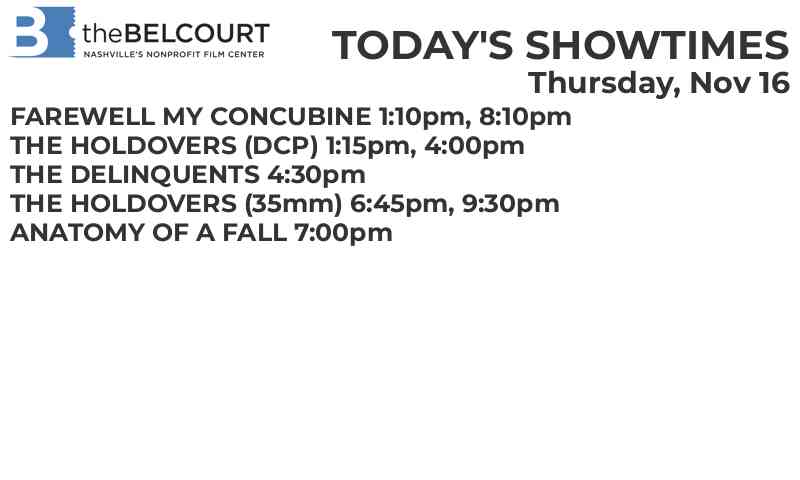 B theBELCOURT
NASHVILLE'S NONPROFIT FILM CENTER
TODAY'S SHOWTIMES
Thursday, Nov 16
FAREWELL MY CONCUBINE 1:10pm, 8:10pm
THE HOLDOVERS (DCP) 1:15pm, 4:00pm
THE DELINQUENTS 4:30pm
THE HOLDOVERS (35mm) 6:45pm, 9:30pm
ANATOMY OF A FALL 7:00pm